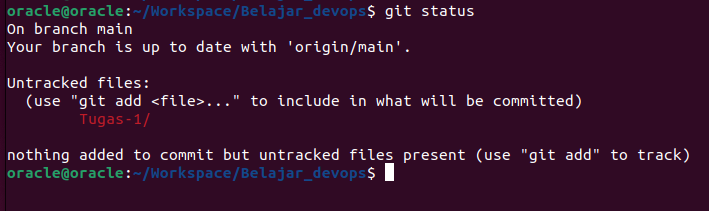 oracle@oracle:~/Workspace/Belajar_devops$ git status
On branch main
Your branch is up to date with 'origin/main'.

Untracked files:
  (use "git add <file>..." to include in what will be committed)
        Tugas-1/

nothing added to commit but untracked files present (use "git add" to track)
oracle@oracle:~/Workspace/Belajar_devops$